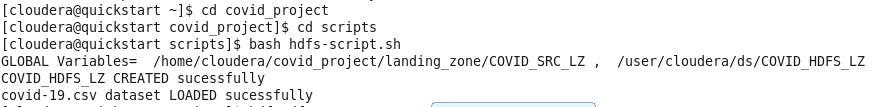 [cloudera@quickstart ~]$ cd covid_project
[cloudera@quickstart covid_project]$ cd scripts
[cloudera@quickstart scripts]$ bash hdfs-script.sh
GLOBAL Variables=  /home/cloudera/covid_project/landing_zone/COVID_SRC_LZ ,  /user/cloudera/ds/COVID_HDFS_LZ
COVID_HDFS_LZ CREATED sucessfully
covid-19.csv dataset LOADED sucessfully